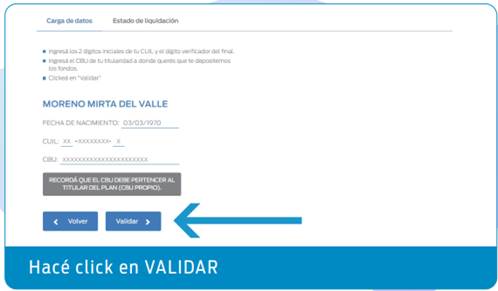 Carga de datos Estado de liquidación
Ingresá los 2 dígitos iniciales de tu CUIL y el dígito verificador del final.
Ingresá el CBU de tu titularidad a donde querés que te depositemos
los fondos.
Clickeá en "Validar"
MORENO MIRTA DEL VALLE
FECHA DE NACIMIENTO: 03/03/1970
CUIL: XX -XXXXXXXX- X
CBU: XXXXXXXXXXXXXXXXXXXXXX
RECORDÁ QUE EL CBU DEBE PERTENCER AL
TITULAR DEL PLAN (CBU PROPIO).
Volver Validar
Hacé click en VALIDAR